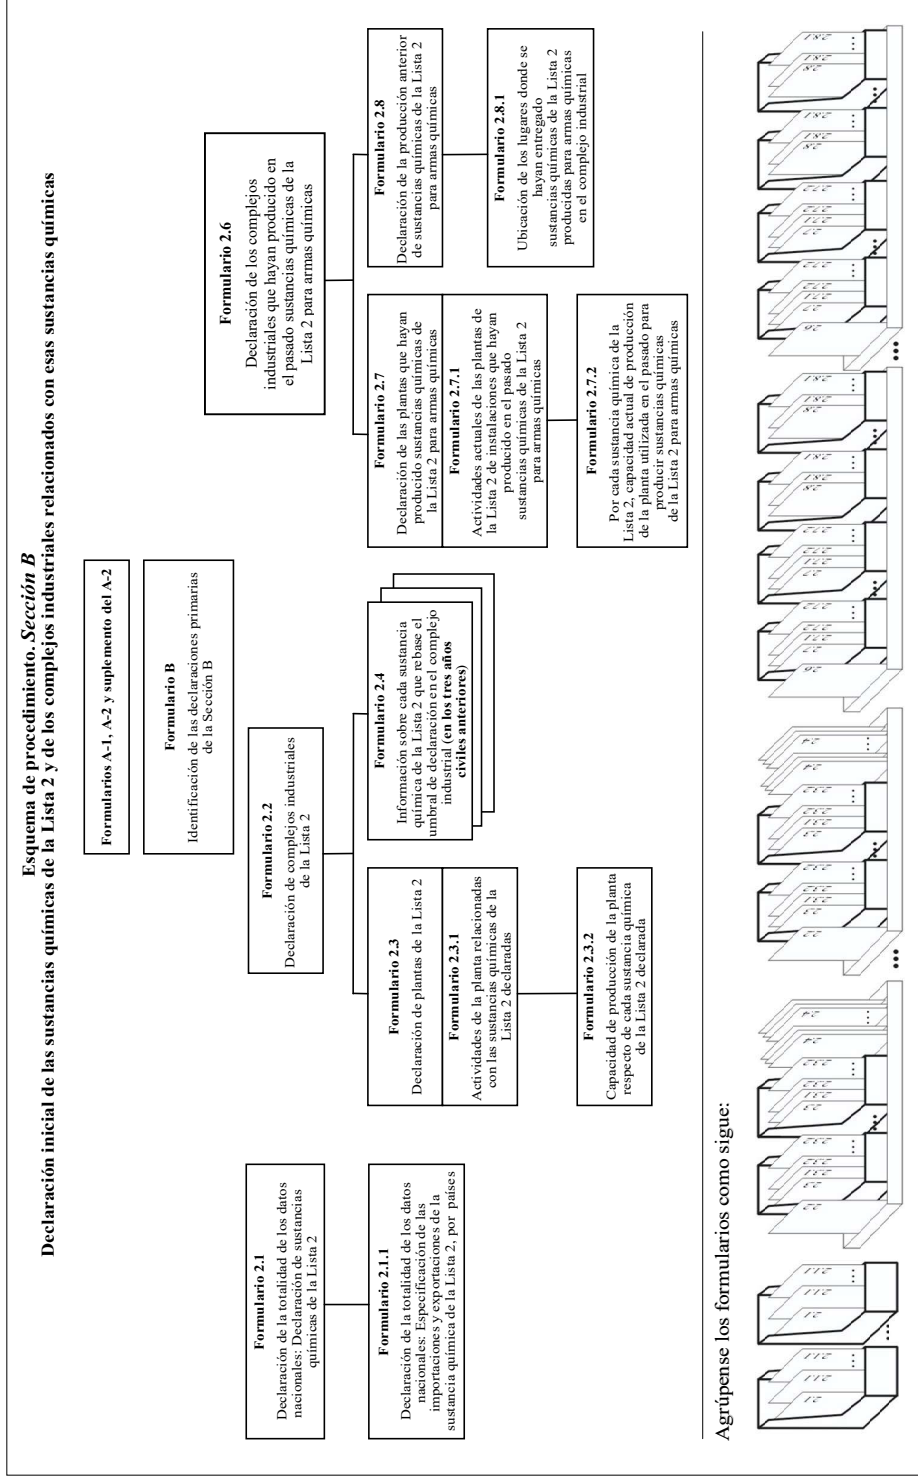 Esquema de procedimiento. Sección B
Declaración inicial de las sustancias químicas de la Lista 2 y de los complejos industriales relacionados con esas sustancias químicas
Formularios A-1, A-2 y suplemento del A-2
Formulario B
Identificación de las declaraciones primarias
de la Sección B
Formulario 2.1
Declaración de la totalidad de los datos
nacionales: Declaración de sustancias
químicas de la Lista 2
Formulario 2.1.1
Declaración de la totalidad de los datos
nacionales: Especificación de las
importaciones y exportaciones de la
sustancia química de la Lista 2, por países
Formulario 2.2
Declaración de complejos industriales
de la Lista 2
Formulario 2.3
Declaración de plantas de la Lista 2
Formulario 2.3.1
Actividades de la planta relacionadas
con las sustancias químicas de la
Lista 2 declaradas
Formulario 2.3.2
Capacidad de producción de la planta
respecto de cada sustancia química
de la Lista 2 declarada
Formulario 2.4
Información sobre cada sustancia
química de la Lista 2 que rebase el
umbral de declaración en el complejo
industrial (en los tres años
civiles anteriores)
Formulario 2.6
Declaración de los complejos
industriales que hayan producido en
el pasado sustancias químicas de la
Lista 2 para armas químicas
Formulario 2.7
Declaración de las plantas que hayan
producido sustancias químicas de
la Lista 2 para armas químicas
Formulario 2.7.1
Actividades actuales de las plantas de
la Lista 2 de instalaciones que hayan
producido en el pasado
sustancias químicas de la Lista 2
para armas químicas
Formulario 2.7.2
Por cada sustancia química de la
Lista 2, capacidad actual de producción
de la planta utilizada en el pasado para
producir sustancias químicas
de la Lista 2 para armas químicas
Formulario 2.8
Declaración de la producción anterior
de sustancias químicas de la Lista 2
para armas químicas
Formulario 2.8.1
Ubicación de los lugares donde se
hayan entregado
sustancias químicas de la Lista 2
producidas para armas químicas
en el complejo industrial
Agrúpense los formularios como sigue: